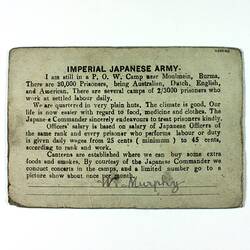 IMPERIAL JAPANESE ARMY.
I am still in a P. O. W. Camp near Moulmein, Burma.
There are 20,000 Prisoners, being Australian, Dutch, English,
and American. There are several camps of 2/3000 prisoners who
work at settled labour daily.
We are quartered in very plain huts. The climate is good. Our
life is now easier with regard to food, medicine and clothes. The
Japanese Commander sincerely endeavours to treat prisoners kindly.
Officers' salary is based on salary of Japanese Officers of
the same rank and every prisoner who performs labour or duty
is given daily wages from 25 cents (minimum) to 45 cents,
according to rank and work.
Canteens are established where we can buy some extra
foods and smokes. By courtesy of the Japanese Commander we
conduct concerts in the camps, and a limited number go to a
picture show about once per month.
Murphy